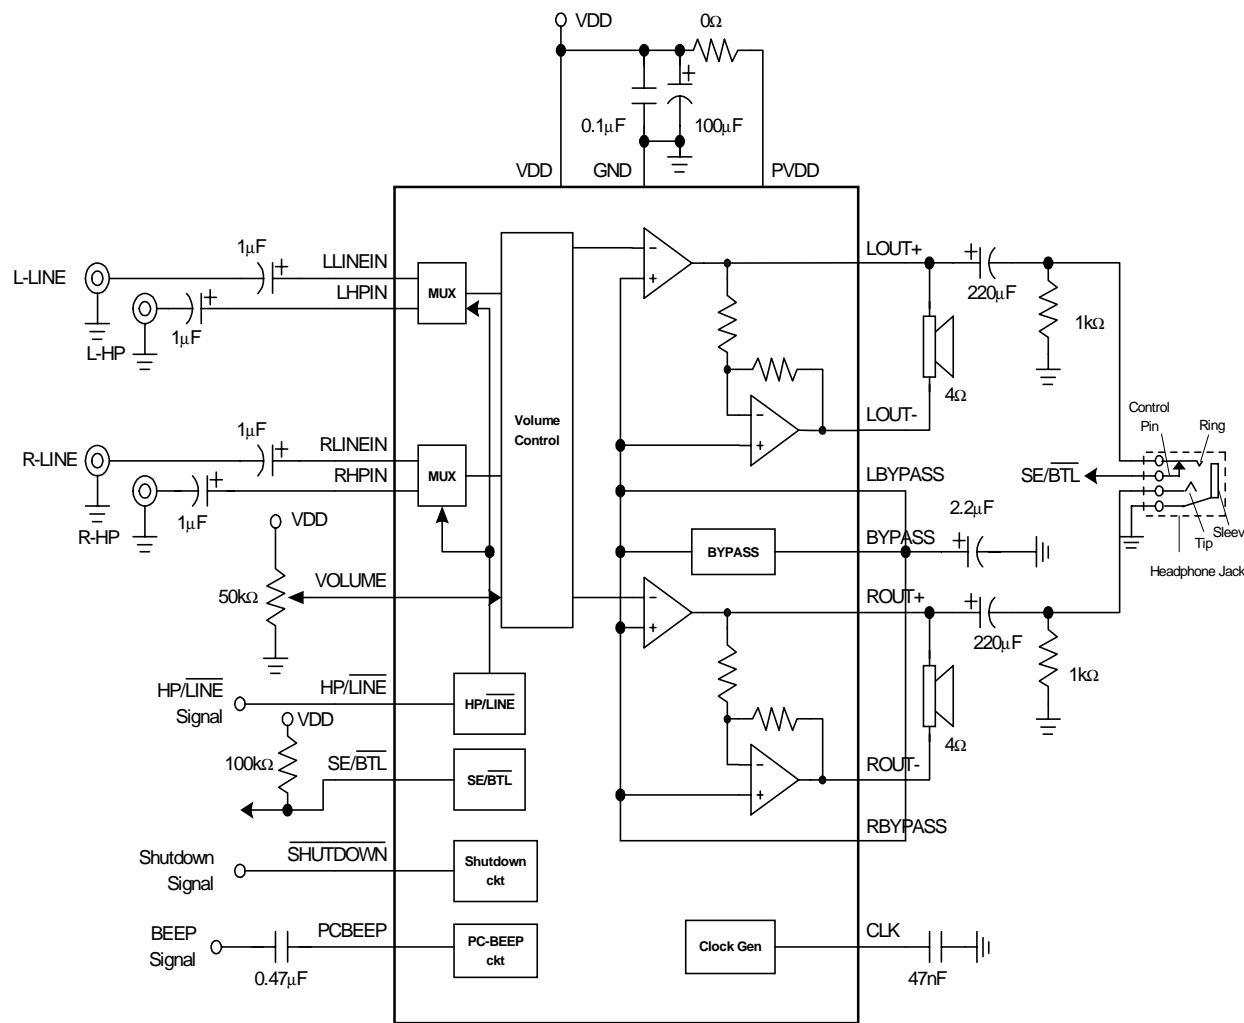 VDD
0Ω
0.1μF
100μF
VDD
GND
PVDD
1μF
L-LINE
LLINEIN
LHPIN
MUX
1μF
L-HP
LOUT+
220μF
1kΩ
4Ω
LOUT-
Volume
Control
1μF
R-LINE
RLINEIN
RHPIN
MUX
1μF
R-HP
Control
Pin
Ring
SE/BTL
Tip
Sleev
Headphone Jack
LBYPASS
2.2μF
BYPASS
BYPASS
VDD
50kΩ
VOLUME
ROUT+
220μF
1kΩ
4Ω
ROUT-
HP/LINE
Signal
HP/LINE
HP/LINE
VDD
100kΩ
SE/BTL
SE/BTL
RBYPASS
Shutdown
Signal
SHUTDOWN
Shutdown
ckt
BEEP
Signal
0.47μF
PCBEEP
PC-BEEP
ckt
Clock Gen
CLK
47nF